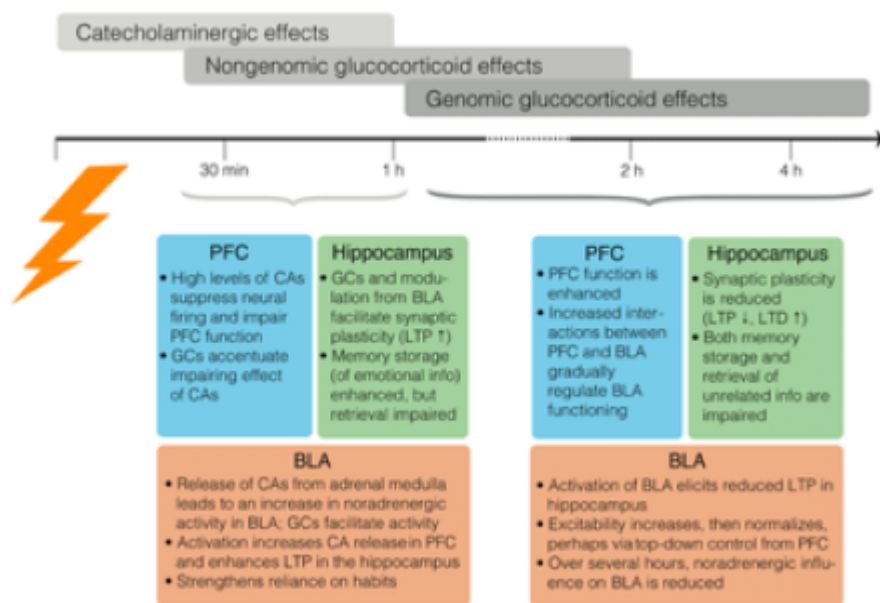 Catecholaminergic effects
Nongenomic glucocorticoid effects
Genomic glucocorticoid effects
30 min
1 h
2 h
4 h
PFC
• High levels of CAs
suppress neural
firing and impair
PFC function
• GCs accentuate
impairing effect
of CAs
Hippocampus
• GCs and modu-
lation from BLA
facilitate synaptic
plasticity (LTP ↑)
• Memory storage
(of emotional info)
enhanced, but
retrieval impaired
BLA
• Release of CAs from adrenal medulla
leads to an increase in noradrenergic
activity in BLA; GCs facilitate activity
• Activation increases CA release in PFC
and enhances LTP in the hippocampus
• Strengthens reliance on habits
PFC
• PFC function is
enhanced
• Increased inter-
actions between
PFC and BLA
gradually
regulate BLA
functioning
Hippocampus
• Synaptic plasticity
is reduced
(LTP ↓, LTD ↑)
• Both memory
storage and
retrieval of
unrelated info are
impaired
BLA
• Activation of BLA elicits reduced LTP in
hippocampus
• Excitability increases, then normalizes,
perhaps via top-down control from PFC
• Over several hours, noradrenergic influ-
ence on BLA is reduced